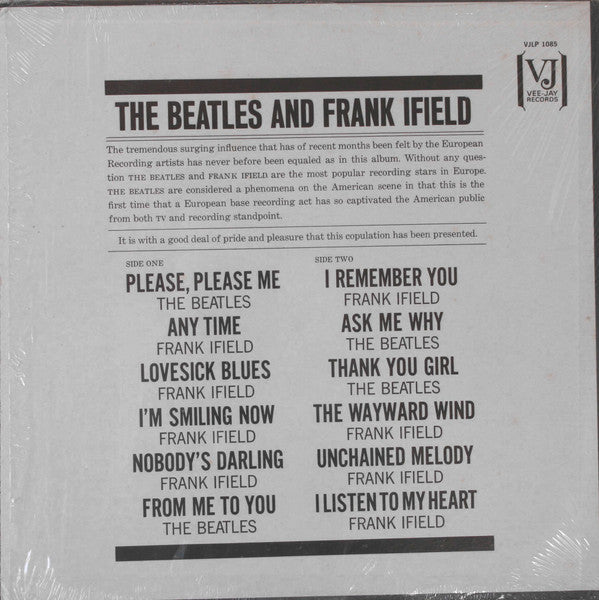 VJLP 1085
VJ
VEE-JAY
RECORDS
THE BEATLES AND FRANK IFIELD
The tremendous surging influence that has of recent months been felt by the European
Recording artists has never before been equaled as in this album. Without any ques-
tion THE BEATLES and FRANK IFIELD are the most popular recording stars in Europe.
THE BEATLES are considered a phenomena on the American scene in that this is the
first time that a European base recording act has so captivated the American public
from both TV and recording standpoint.
It is with a good deal of pride and pleasure that this copulation has been presented.
SIDE ONE
PLEASE, PLEASE ME
THE BEATLES
ANY TIME
FRANK IFIELD
LOVESICK BLUES
FRANK IFIELD
I'M SMILING NOW
FRANK IFIELD
NOBODY'S DARLING
FRANK IFIELD
FROM ME TO YOU
THE BEATLES
SIDE TWO
I REMEMBER YOU
FRANK IFIELD
ASK ME WHY
THE BEATLES
THANK YOU GIRL
THE BEATLES
THE WAYWARD WIND
FRANK IFIELD
UNCHAINED MELODY
FRANK IFIELD
I LISTEN TO MY HEART
FRANK IFIELD